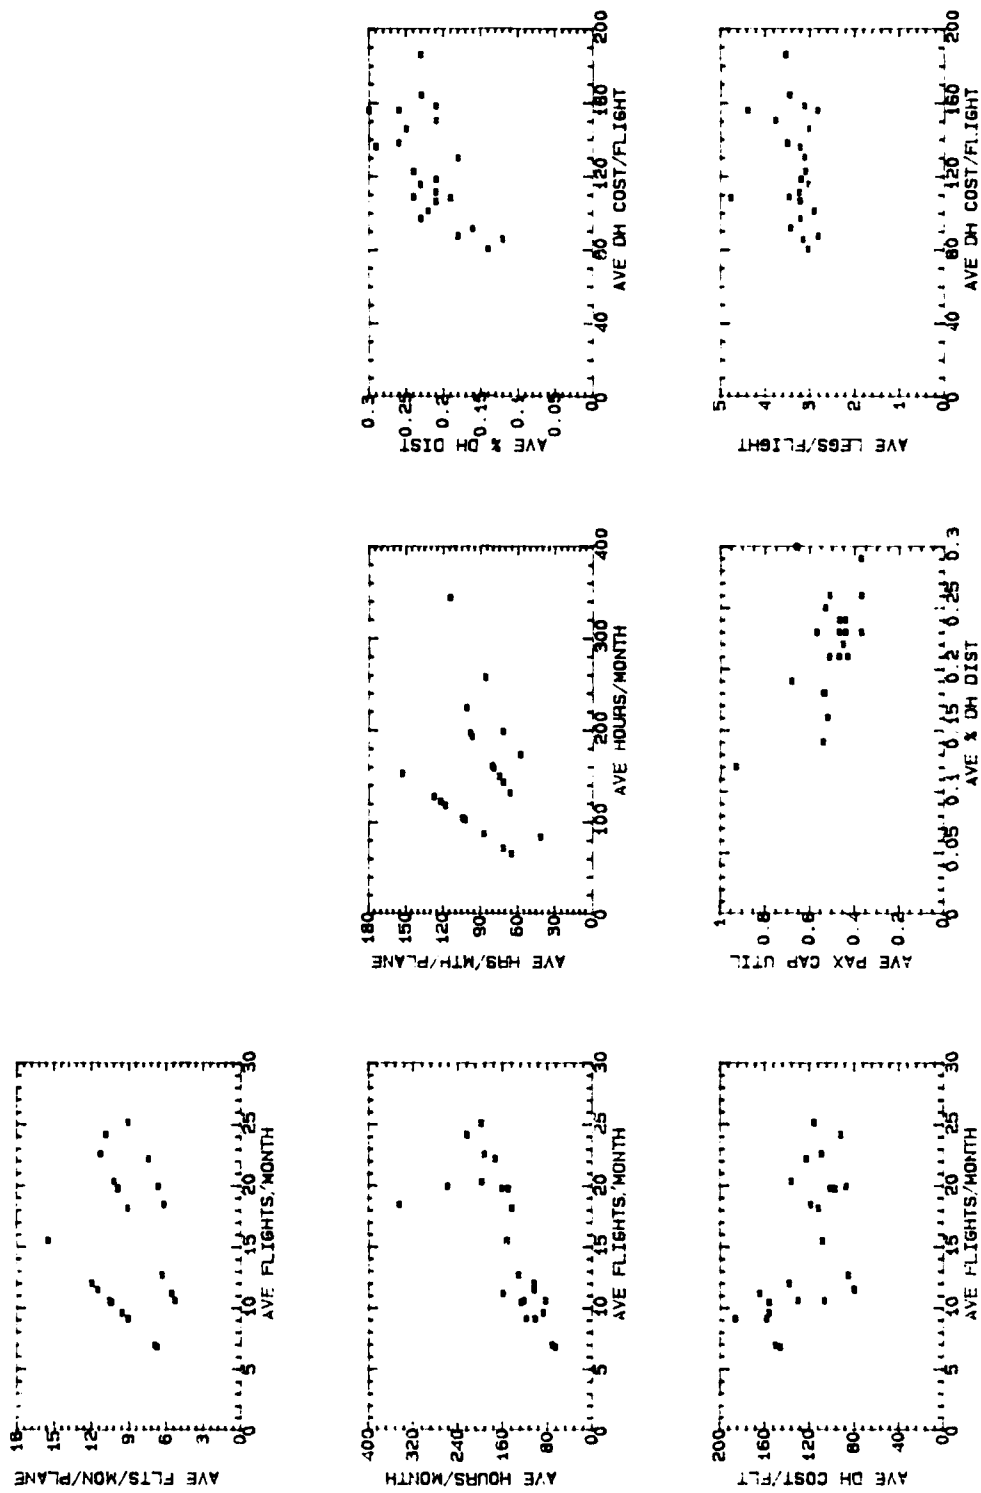 AVE FLTS/MON/PLANE
18
15
12
9
6
3
0
0 5 10 15 20 25 30
AVE FLIGHTS/MONTH
AVE HOURS/MONTH
400
320
240
160
80
0
0 5 10 15 20 25 30
AVE FLIGHTS/MONTH
AVE HRS/MTH/PLANE
180
150
120
90
60
30
0
0 100 200 300 400
AVE HOURS/MONTH
AVE % DH DIST
0.3
0.25
0.2
0.15
0.1
0.05
0
0 40 80 120 160 200
AVE DH COST/FLIGHT
AVE DH COST/FLT
200
160
120
80
40
0
0 5 10 15 20 25 30
AVE FLIGHTS/MONTH
AVE PAX CAP UTIL
1
0.8
0.6
0.4
0.2
0
0 0.05 0.1 0.15 0.2 0.25 0.3
AVE % DH DIST
AVE LEGS/FLIGHT
5
4
3
2
1
0
0 40 80 120 160 200
AVE DH COST/FLIGHT